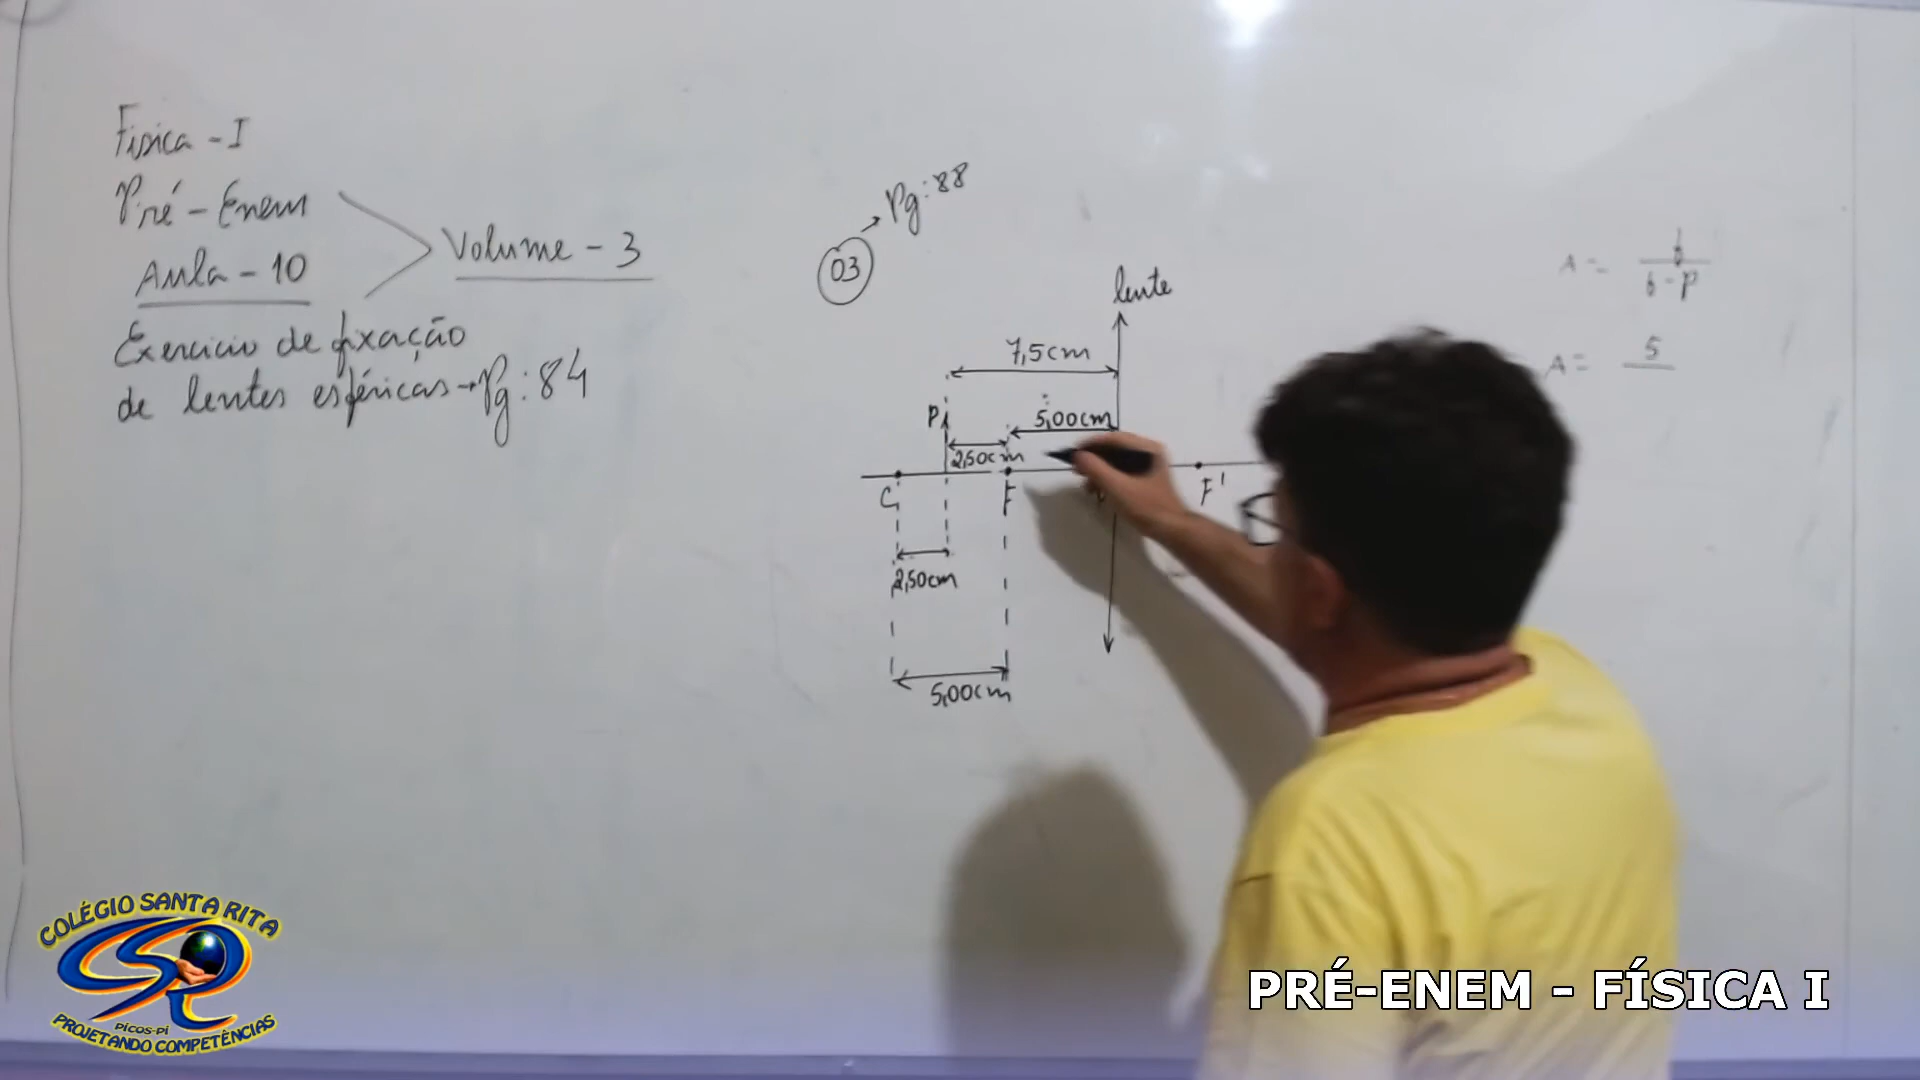 Física - I
Pré - Enem
Aula - 10
Volume - 3
Exercício de fixação
de lentes esféricas → Pg: 84
03 → Pg: 88
lente
7,5cm
P
5,00cm
2,50cm
C
F
F'
2,50cm
5,00cm
A =
A = 5
COLÉGIO SANTA RITA
PICOS-PI
PROJETANDO COMPETÊNCIAS
PRÉ-ENEM - FÍSICA I